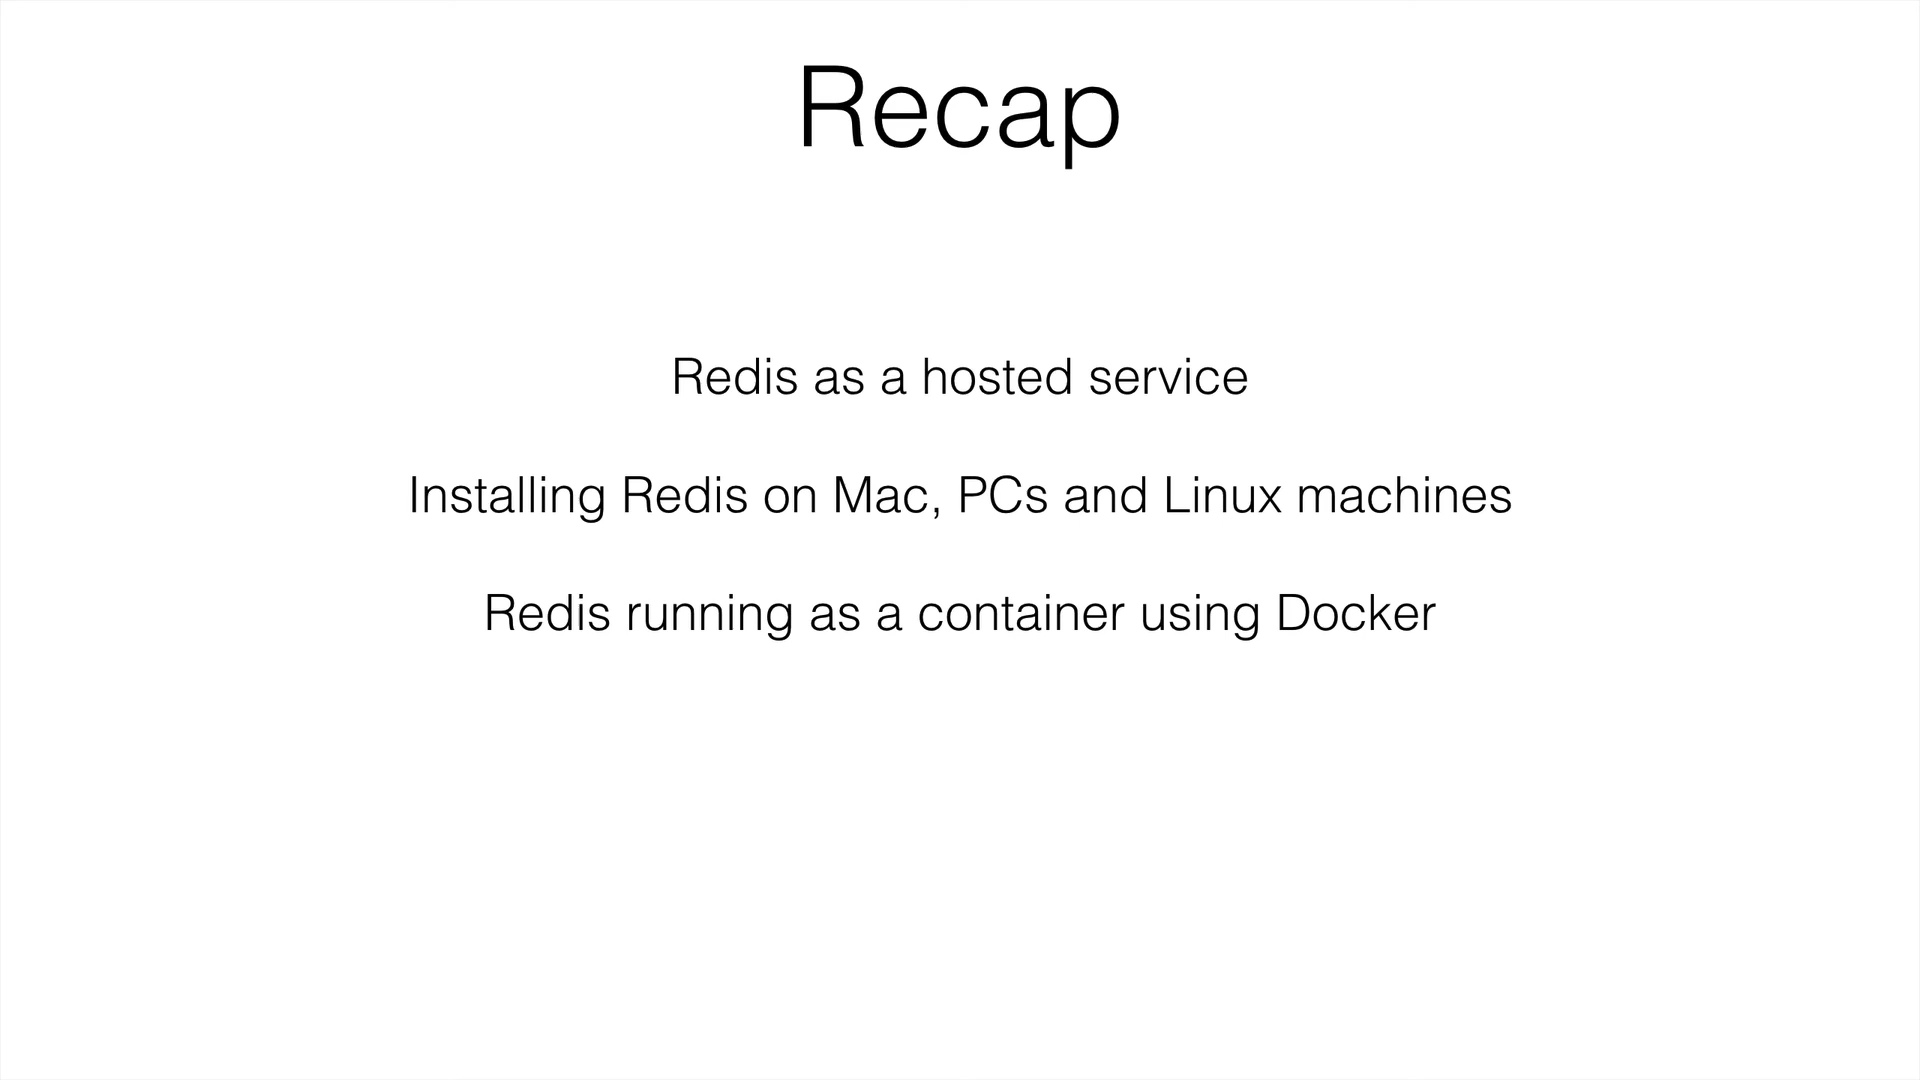 Recap
Redis as a hosted service
Installing Redis on Mac, PCs and Linux machines
Redis running as a container using Docker